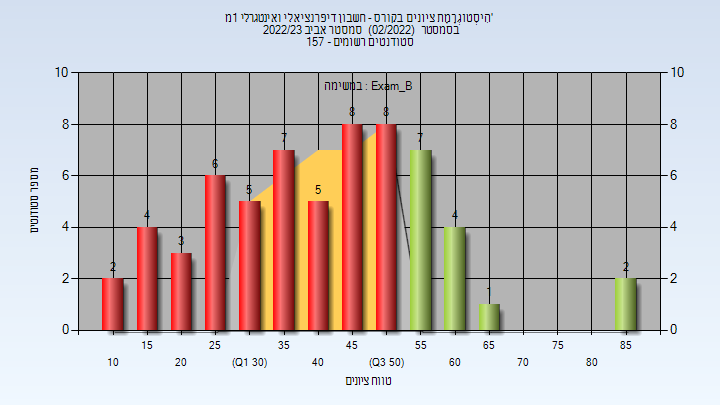 היסטוגרמת ציונים בקורס - חשבון דיפרנציאלי ואינטגרלי 1מ'
בסמסטר (02/2022) סמסטר אביב 2022/23
סטודנטים רשומים - 157
במשימה : Exam_B
מספר סטודנטים
10 10
8 8
6 6
4 4
2 2
0 0
2 4 3 6 5 7 5 8 8 7 4 1 2
15 25 35 45 55 65 75 85
10 20 (Q1 30) 40 (Q3 50) 60 70 80
טווח ציונים